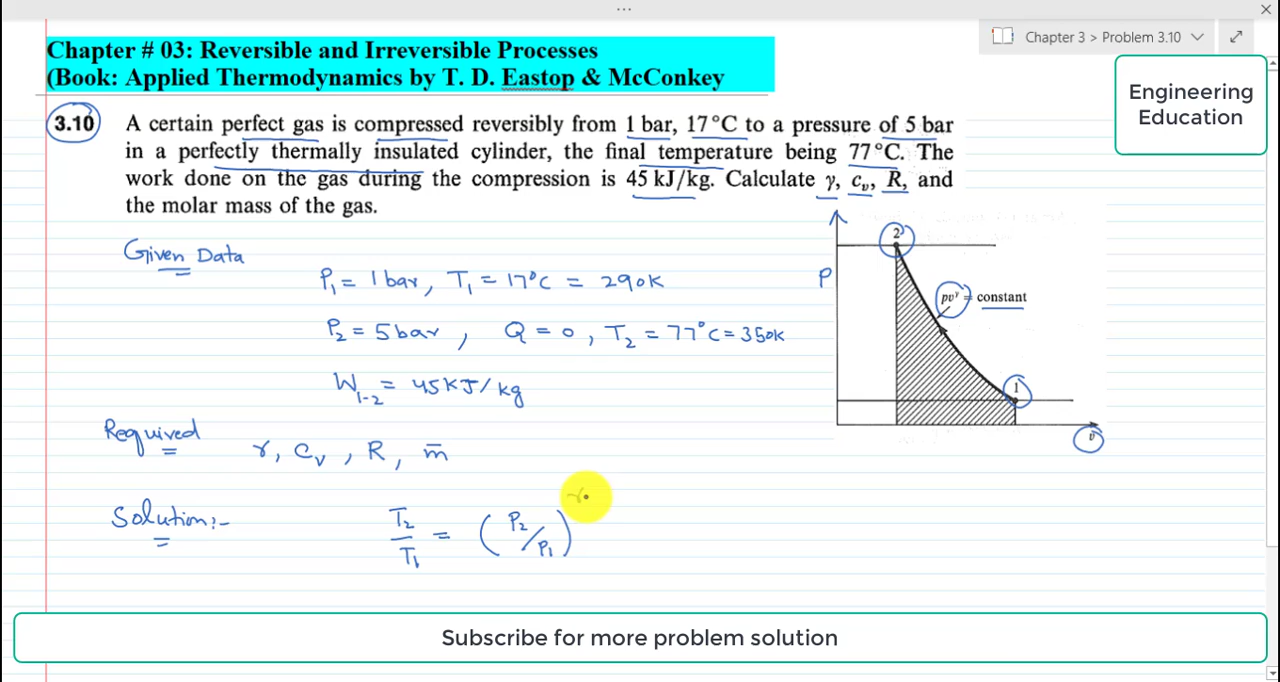 ...
Chapter 3 > Problem 3.10
Chapter # 03: Reversible and Irreversible Processes
(Book: Applied Thermodynamics by T. D. Eastop & McConkey
Engineering
Education
3.10 A certain perfect gas is compressed reversibly from 1 bar, 17 °C to a pressure of 5 bar
in a perfectly thermally insulated cylinder, the final temperature being 77 °C. The
work done on the gas during the compression is 45 kJ/kg. Calculate γ, cᵥ, R, and
the molar mass of the gas.
Given Data
P₁ = 1 bar, T₁ = 17°C = 290K
P₂ = 5 bar, Q = 0, T₂ = 77°C = 350K
W₁₋₂ = 45 KJ/kg
P
2
pvᵞ = constant
1
v
Required
γ, Cᵥ, R, m̄
Solution:-
T₂/T₁ = (P₂/P₁)
Subscribe for more problem solution